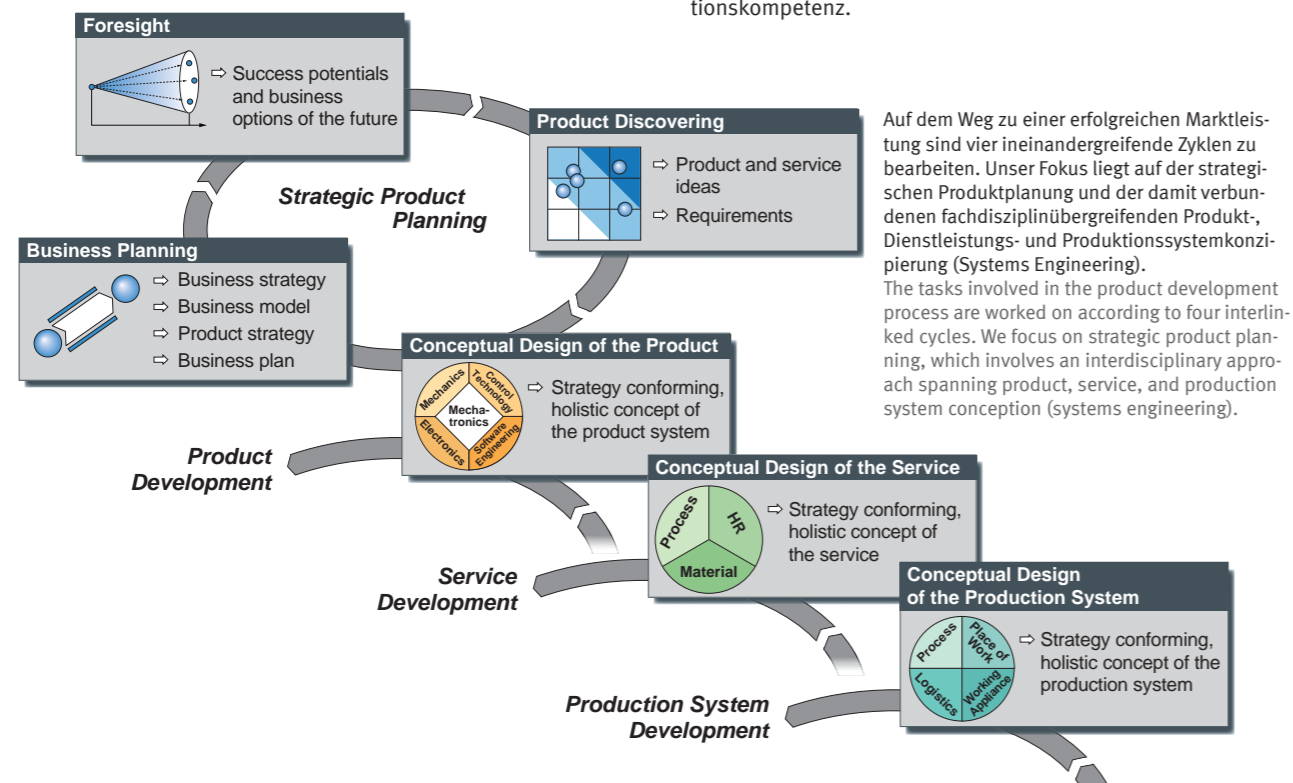 tionskompetenz.
Foresight
⇨ Success potentials
and business
options of the future
Product Discovering
⇨ Product and service
ideas
⇨ Requirements
Strategic Product
Planning
Business Planning
⇨ Business strategy
⇨ Business model
⇨ Product strategy
⇨ Business plan
Auf dem Weg zu einer erfolgreichen Marktleis-
tung sind vier ineinandergreifende Zyklen zu
bearbeiten. Unser Fokus liegt auf der strategi-
schen Produktplanung und der damit verbun-
denen fachdisziplinübergreifenden Produkt-,
Dienstleistungs- und Produktionssystemkonzi-
pierung (Systems Engineering).
The tasks involved in the product development
process are worked on according to four interlin-
ked cycles. We focus on strategic product plan-
ning, which involves an interdisciplinary appro-
ach spanning product, service, and production
system conception (systems engineering).
Conceptual Design of the Product
Mechanics
Control
Technology
Mecha-
tronics
Electronics
Software
Engineering
⇨ Strategy conforming,
holistic concept of
the product system
Product
Development
Conceptual Design of the Service
Process
HR
Material
⇨ Strategy conforming,
holistic concept of
the service
Service
Development
Conceptual Design
of the Production System
Process
Place of
Work
Logistics
Working
Appliance
⇨ Strategy conforming,
holistic concept of the
production system
Production System
Development